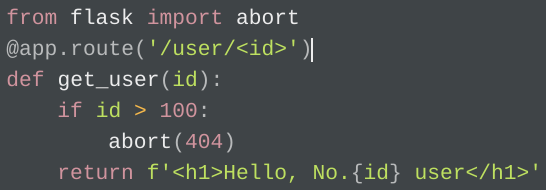 from flask import abort
@app.route('/user/<id>')
def get_user(id):
    if id > 100:
        abort(404)
    return f'<h1>Hello, No.{id} user</h1>'